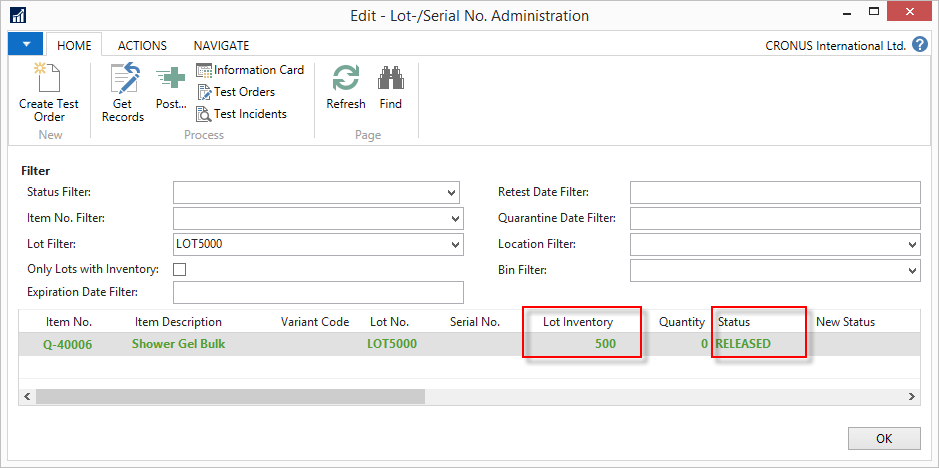 Edit - Lot-/Serial No. Administration
HOME ACTIONS NAVIGATE CRONUS International Ltd. ?
Create Test Order
Get Records
Post...
Information Card
Test Orders
Test Incidents
Refresh
Find
New Process Page
Filter
Status Filter: Retest Date Filter:
Item No. Filter: Quarantine Date Filter:
Lot Filter: LOT5000 Location Filter:
Only Lots with Inventory: Bin Filter:
Expiration Date Filter:
Item No. Item Description Variant Code Lot No. Serial No. Lot Inventory Quantity Status New Status
Q-40006 Shower Gel Bulk LOT5000 500 0 RELEASED
OK